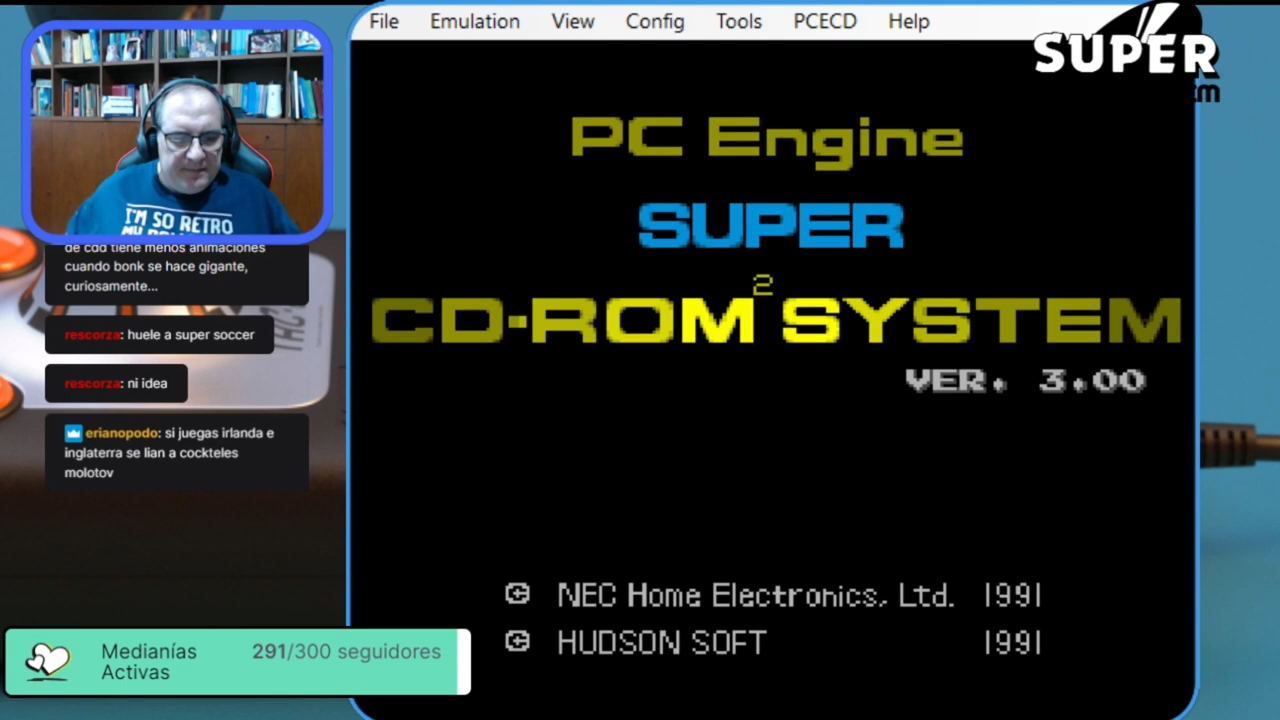 File Emulation View Config Tools PCECD Help
SUPER
PC Engine
SUPER
CD-ROM² SYSTEM
VER. 3.00
© NEC Home Electronics, Ltd. 1991
© HUDSON SOFT 1991
I'M SO RETRO
de cdd tiene menos animaciones
cuando bonk se hace gigante,
curiosamente...
rescorza: huele a super soccer
rescorza: ni idea
erianopodo: si juegas irlanda e
inglaterra se lian a cockteles
molotov
Medianías
Activas
291/300 seguidores